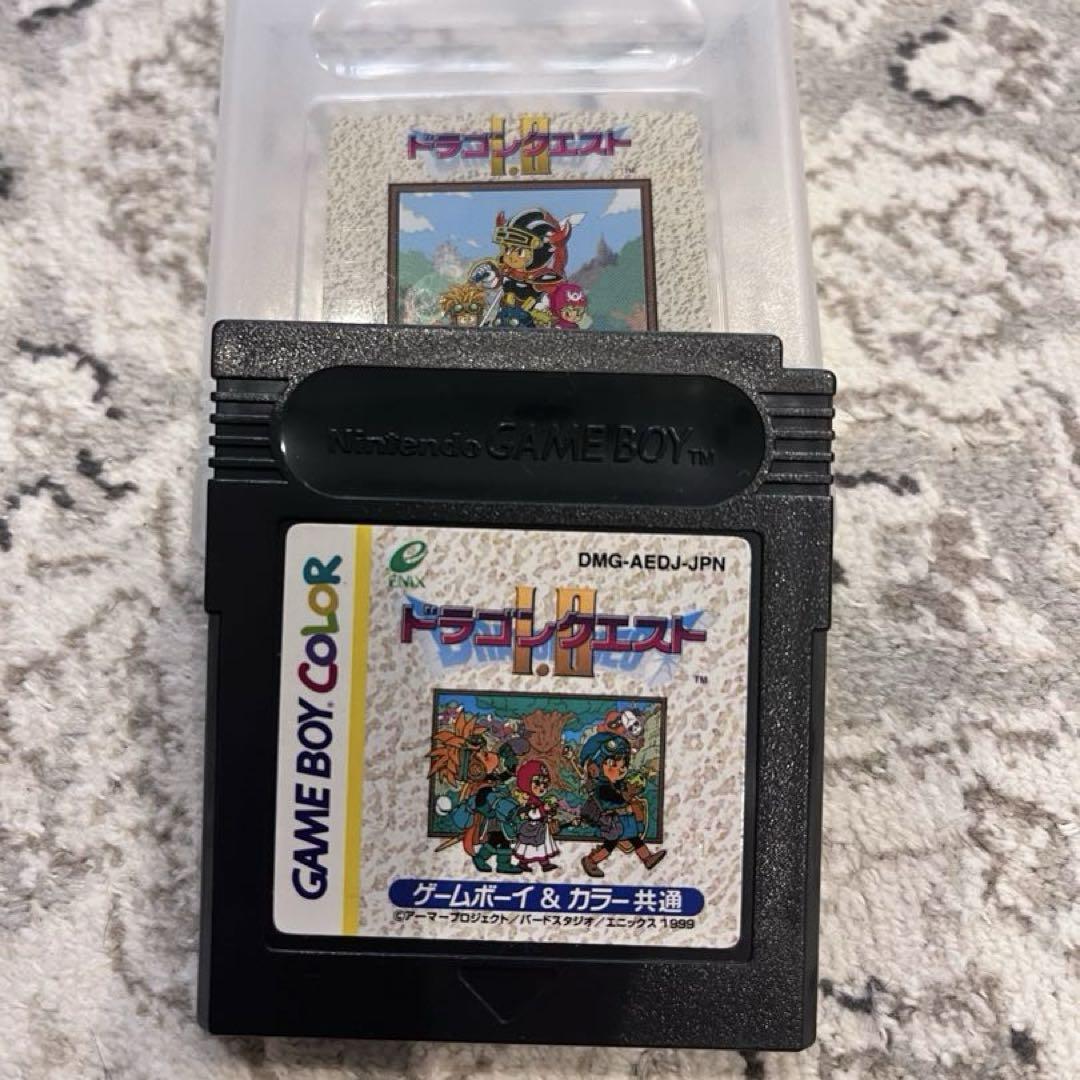 ドラゴンクエスト
I・II
Nintendo GAME BOY™
GAME BOY COLOR
ENIX
DMG-AEDJ-JPN
ドラゴンクエスト
I・II
™
ゲームボーイ & カラー共通
©アーマープロジェクト/バードスタジオ/エニックス 1999